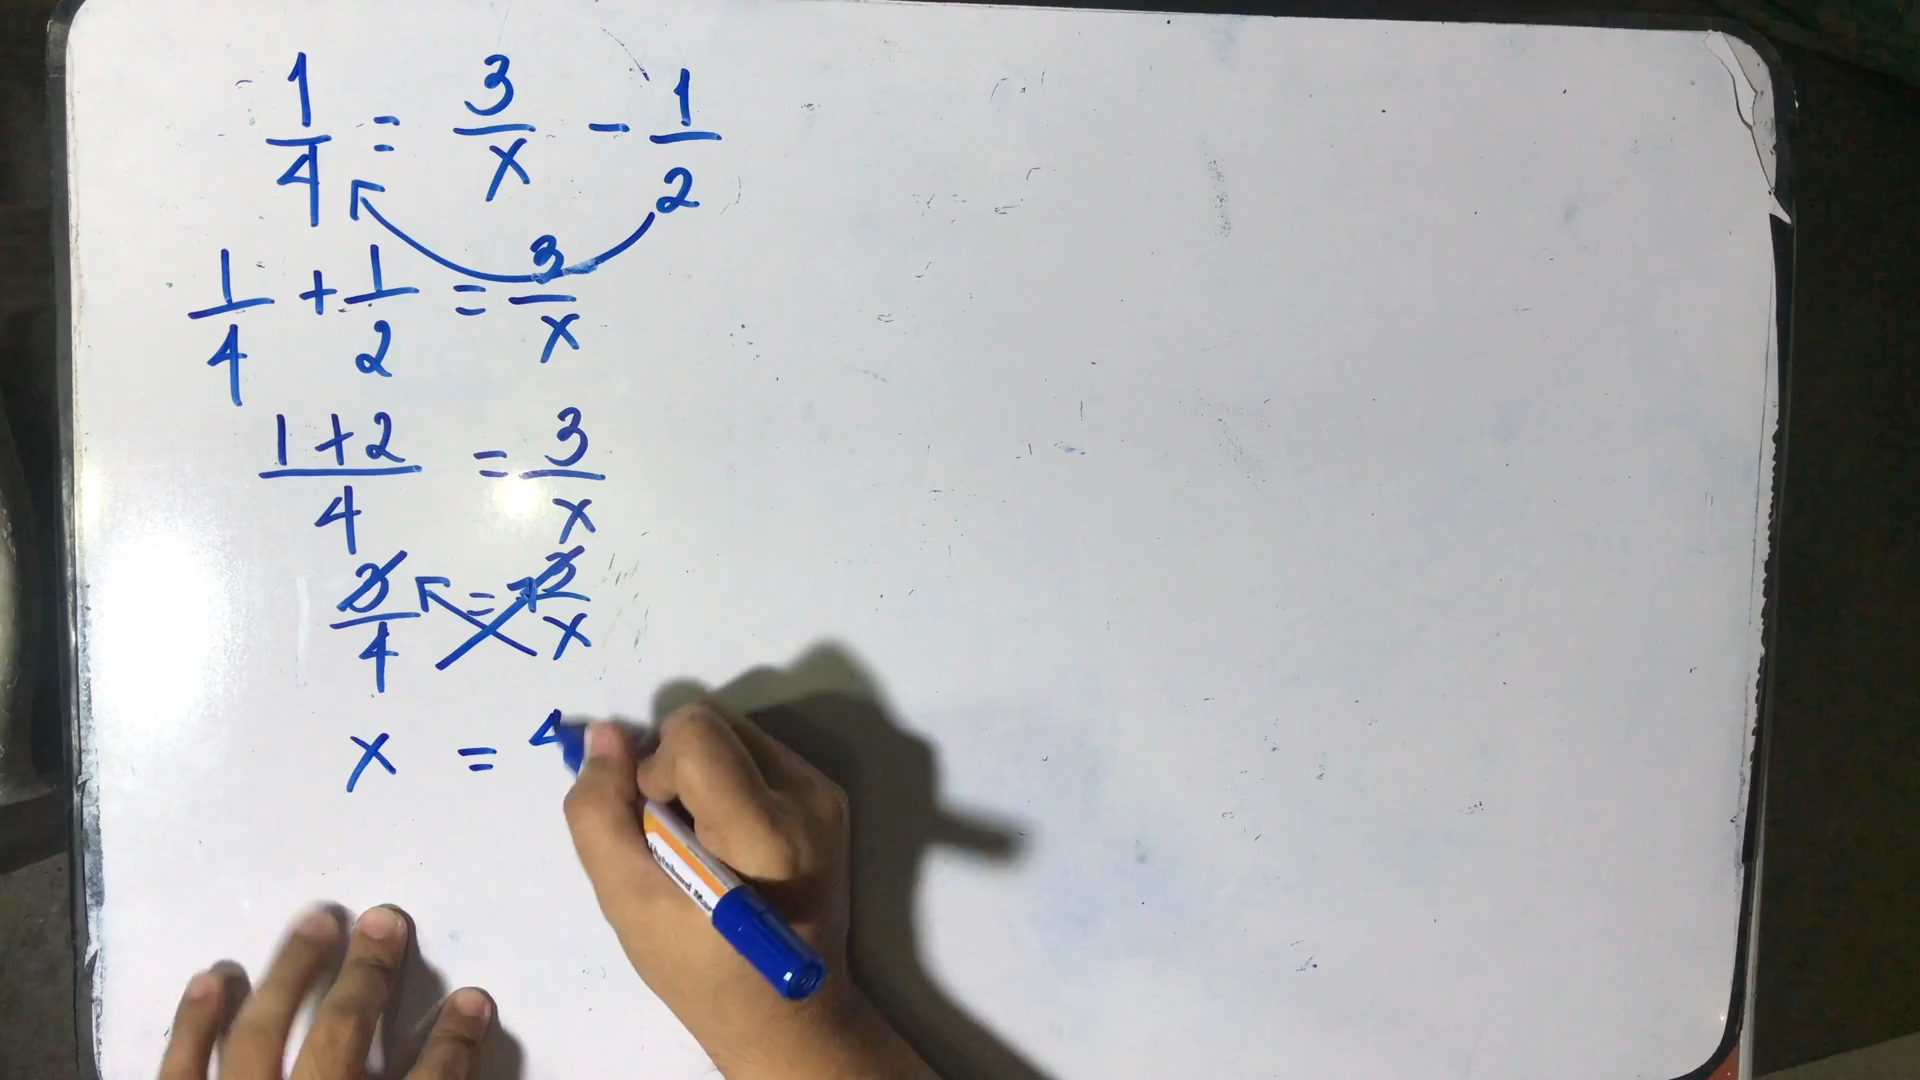 1/4 = 3/x - 1/2
1/4 + 1/2 = 3/x
1+2/4 = 3/x
3/4 = 3/x
x = 4